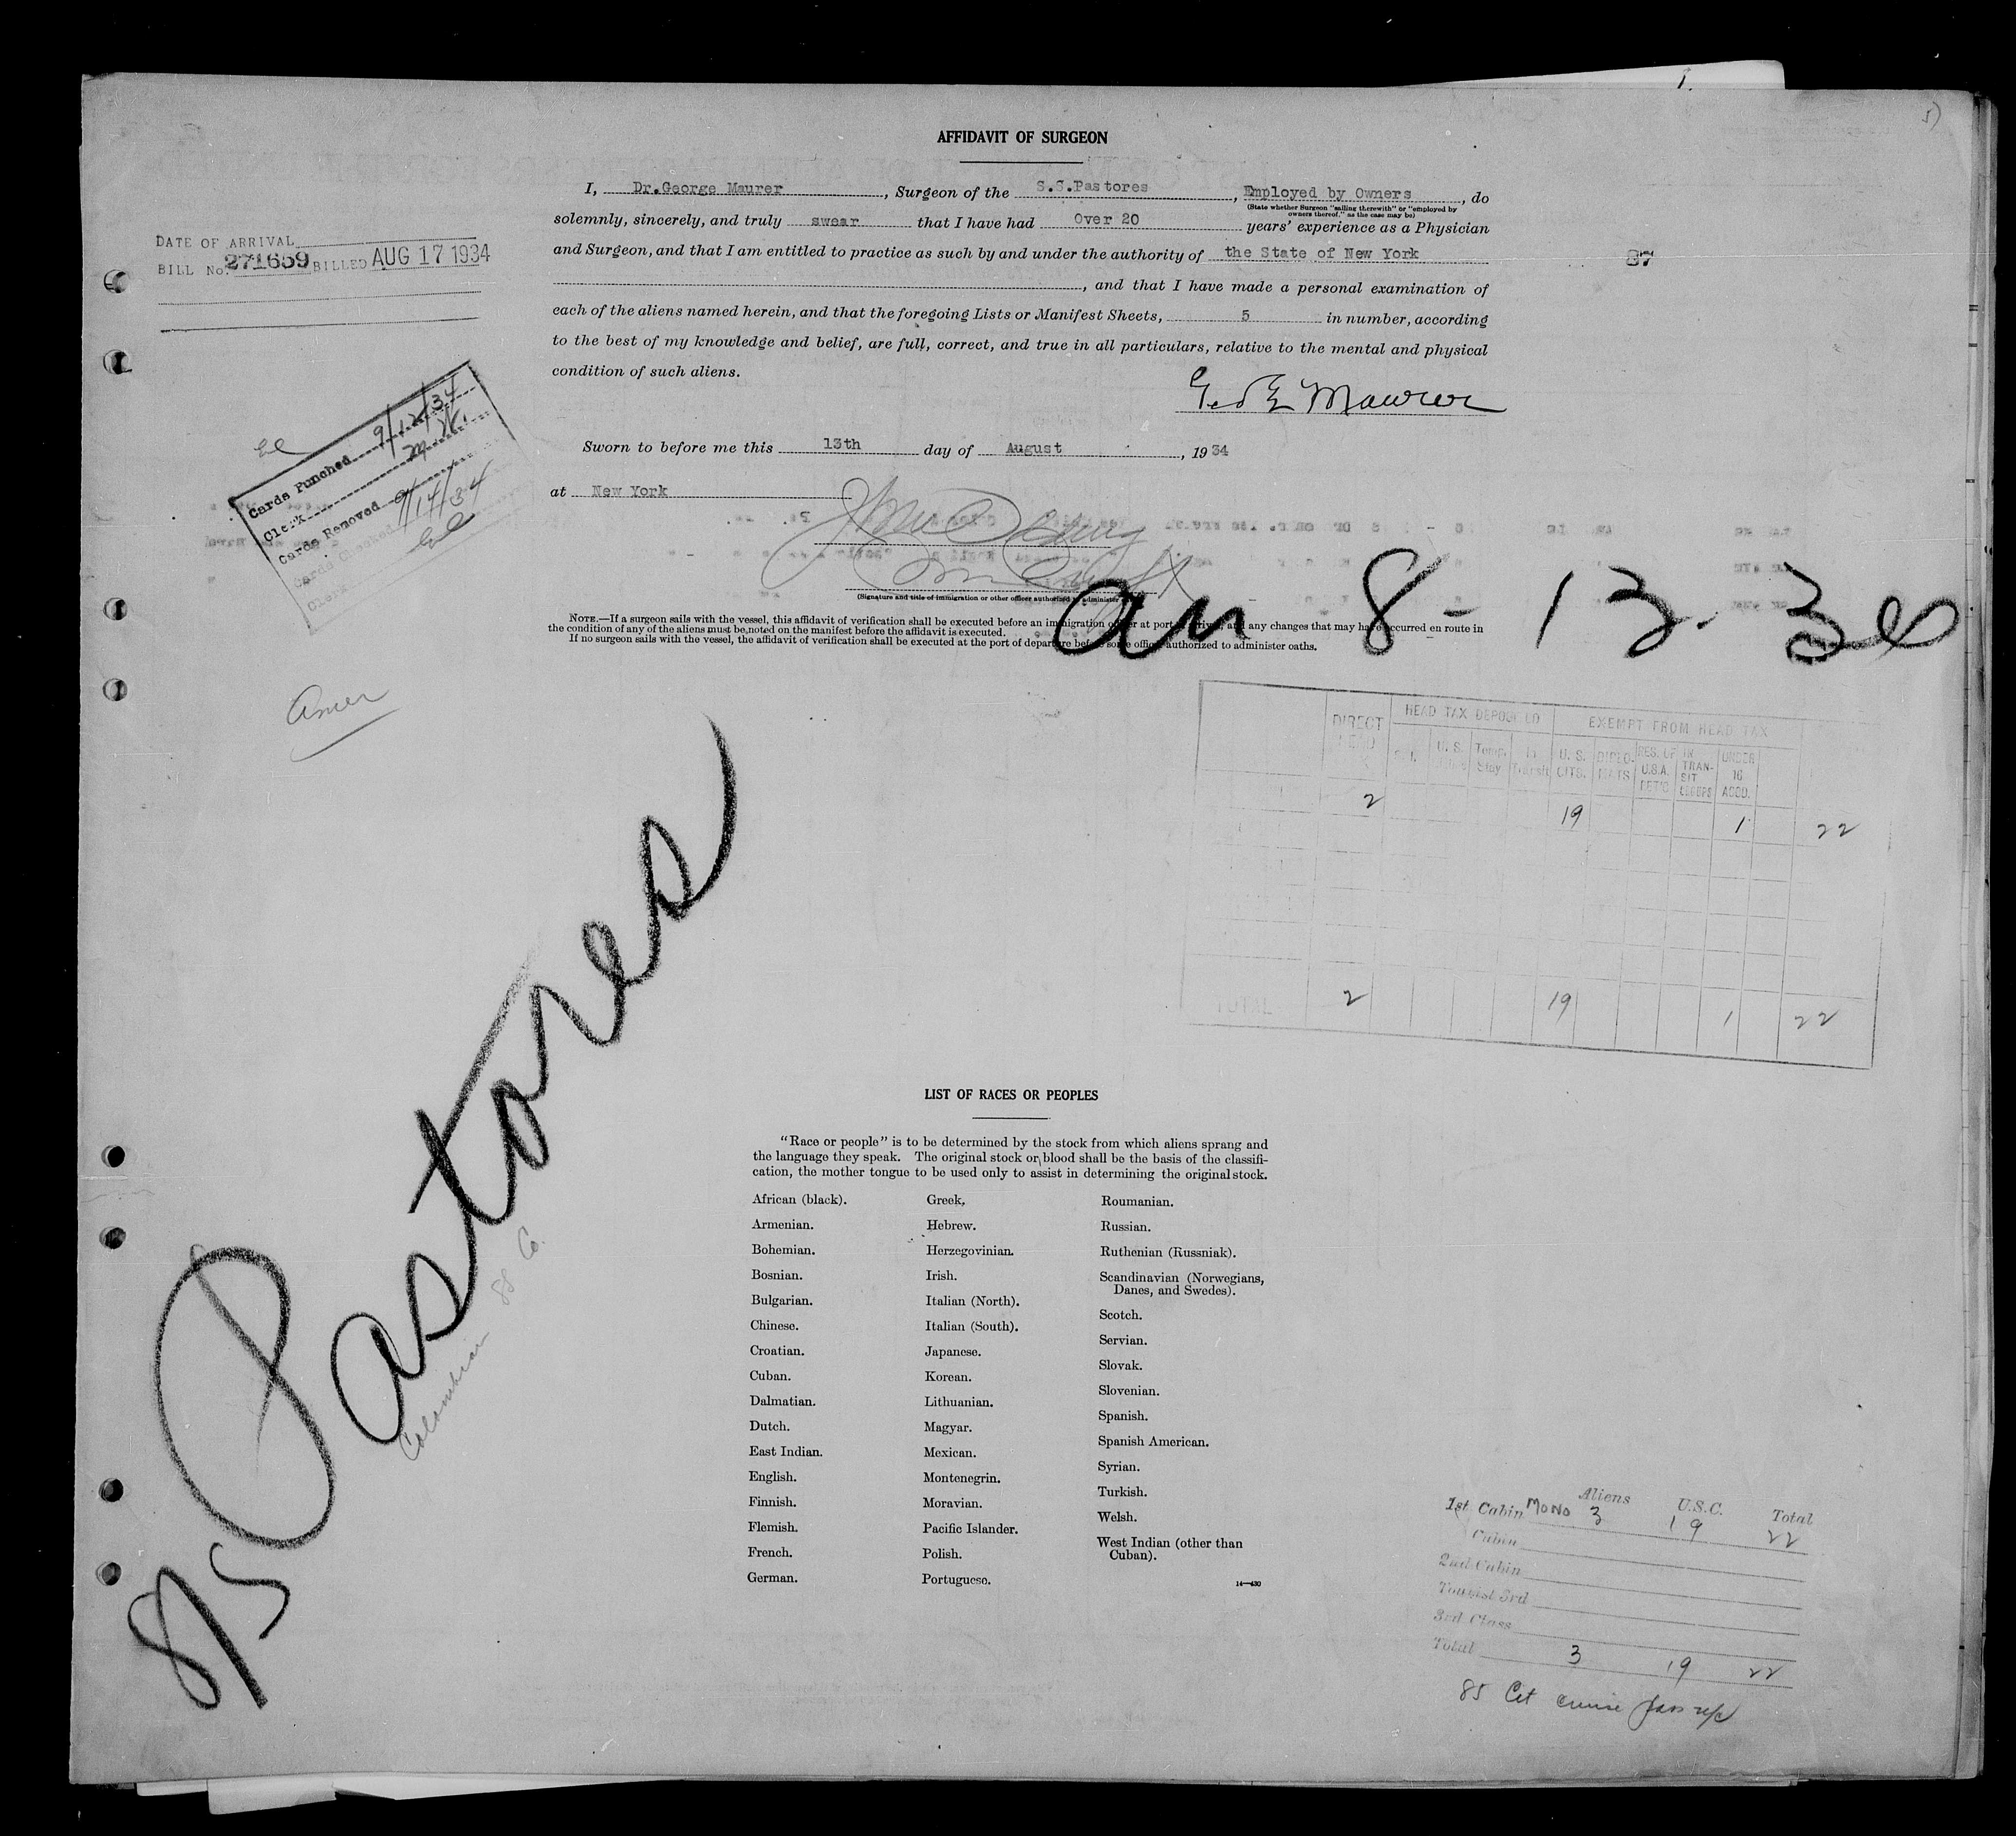 AFFIDAVIT OF SURGEON
I, Dr.George Maurer, Surgeon of the S.S.Pastores, Employed by Owners, do
(State whether Surgeon "sailing therewith" or "employed by
owners thereof," as the case may be)
solemnly, sincerely, and truly swear that I have had Over 20 years' experience as a Physician
and Surgeon, and that I am entitled to practice as such by and under the authority of the State of New York
, and that I have made a personal examination of
each of the aliens named herein, and that the foregoing Lists or Manifest Sheets, 5 in number, according
to the best of my knowledge and belief, are full, correct, and true in all particulars, relative to the mental and physical
condition of such aliens.
Geo E Maurer
Sworn to before me this 13th day of August, 1934
at New York
(Signature and title of immigration or other officer authorized to administer
NOTE.—If a surgeon sails with the vessel, this affidavit of verification shall be executed before an immigration officer at port of arrival, and any changes that may have occurred en route in
the condition of any of the aliens must be noted on the manifest before the affidavit is executed.
If no surgeon sails with the vessel, the affidavit of verification shall be executed at the port of departure before some officer authorized to administer oaths.
DATE OF ARRIVAL
BILL No. 271659 BILLED AUG 17 1934
87
Cards Punched 9/12/34
Clerk
Cards Removed 9/14/34
Cards Checked
Clerk
Amer
8-13-34
DIRECT HEAD
HEAD TAX DEPOSITED
EXEMPT FROM HEAD TAX
U. S. Temp. Stay In Transit U. S. CITS. DIPLO-MATS RES. OF U.S.A. RET'G IN TRAN-SIT UNDER 16 ACCD.
2 19 1 22
TOTAL 2 19 1 22
Pastores
Colombian SS Co.
85
LIST OF RACES OR PEOPLES
"Race or people" is to be determined by the stock from which aliens sprang and
the language they speak. The original stock or blood shall be the basis of the classifi-
cation, the mother tongue to be used only to assist in determining the original stock.
African (black).
Armenian.
Bohemian.
Bosnian.
Bulgarian.
Chinese.
Croatian.
Cuban.
Dalmatian.
Dutch.
East Indian.
English.
Finnish.
Flemish.
French.
German.
Greek.
Hebrew.
Herzegovinian.
Irish.
Italian (North).
Italian (South).
Japanese.
Korean.
Lithuanian.
Magyar.
Mexican.
Montenegrin.
Moravian.
Pacific Islander.
Polish.
Portuguese.
Roumanian.
Russian.
Ruthenian (Russniak).
Scandinavian (Norwegians,
Danes, and Swedes).
Scotch.
Servian.
Slovak.
Slovenian.
Spanish.
Spanish American.
Syrian.
Turkish.
Welsh.
West Indian (other than
Cuban).
14—430
Aliens U.S.C. Total
1st Cabin MONO 3 19 22
Cabin
2nd Cabin
Tourist 3rd
3rd Class
Total 3 19 22
85 Cit cruise